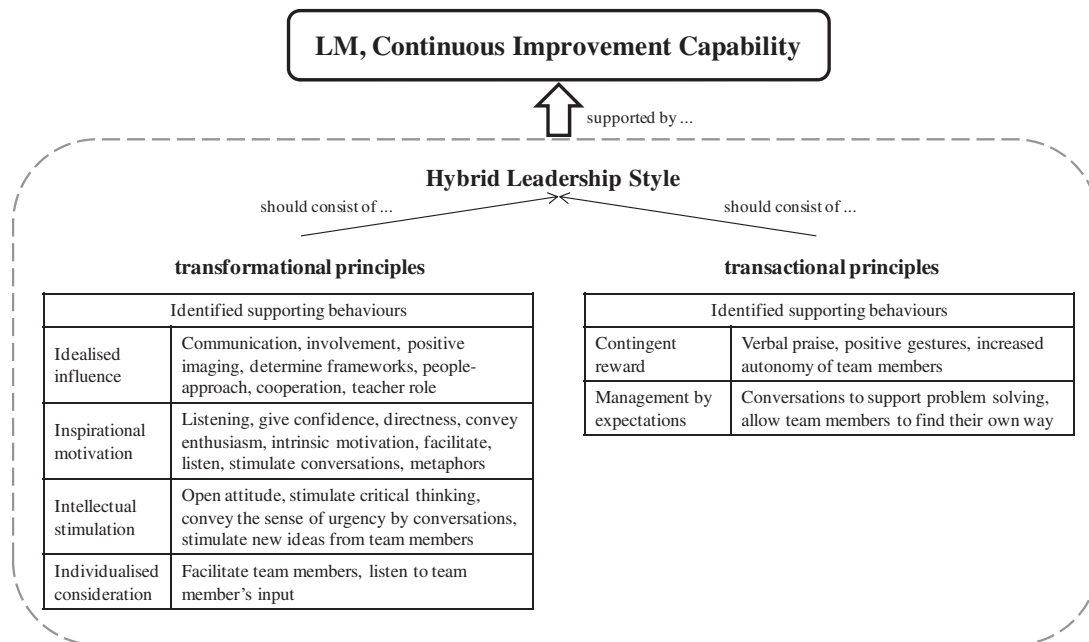 LM, Continuous Improvement Capability
supported by ...
Hybrid Leadership Style
should consist of ...
should consist of ...
transformational principles
Identified supporting behaviours
Idealised
influence
Communication, involvement, positive
imaging, determine frameworks, people-
approach, cooperation, teacher role
Inspirational
motivation
Listening, give confidence, directness, convey
enthusiasm, intrinsic motivation, facilitate,
listen, stimulate conversations, metaphors
Intellectual
stimulation
Open attitude, stimulate critical thinking,
convey the sense of urgency by conversations,
stimulate new ideas from team members
Individualised
consideration
Facilitate team members, listen to team
member's input
transactional principles
Identified supporting behaviours
Contingent
reward
Verbal praise, positive gestures, increased
autonomy of team members
Management by
expectations
Conversations to support problem solving,
allow team members to find their own way